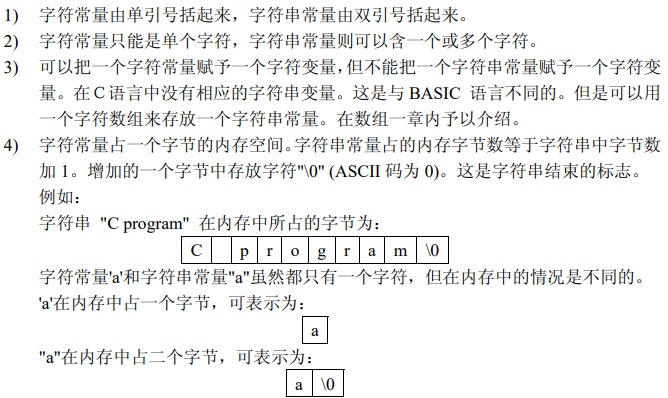 1) 字符常量由单引号括起来，字符串常量由双引号括起来。
2) 字符常量只能是单个字符，字符串常量则可以含一个或多个字符。
3) 可以把一个字符常量赋予一个字符变量，但不能把一个字符串常量赋予一个字符变
量。在C语言中没有相应的字符串变量。这是与BASIC 语言不同的。但是可以用
一个字符数组来存放一个字符串常量。在数组一章内予以介绍。
4) 字符常量占一个字节的内存空间。字符串常量占的内存字节数等于字符串中字节数
加 1。增加的一个字节中存放字符"\0" (ASCII 码为 0)。这是字符串结束的标志。
例如：
字符串 "C program" 在内存中所占的字节为：
C p r o g r a m \0
字符常量'a'和字符串常量"a"虽然都只有一个字符，但在内存中的情况是不同的。
'a'在内存中占一个字节，可表示为：
a
"a"在内存中占二个字节，可表示为：
a \0